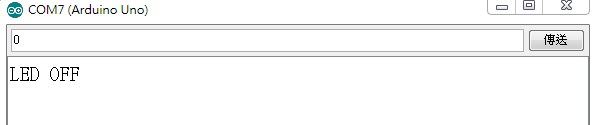 COM7 (Arduino Uno)
0
傳送
LED OFF